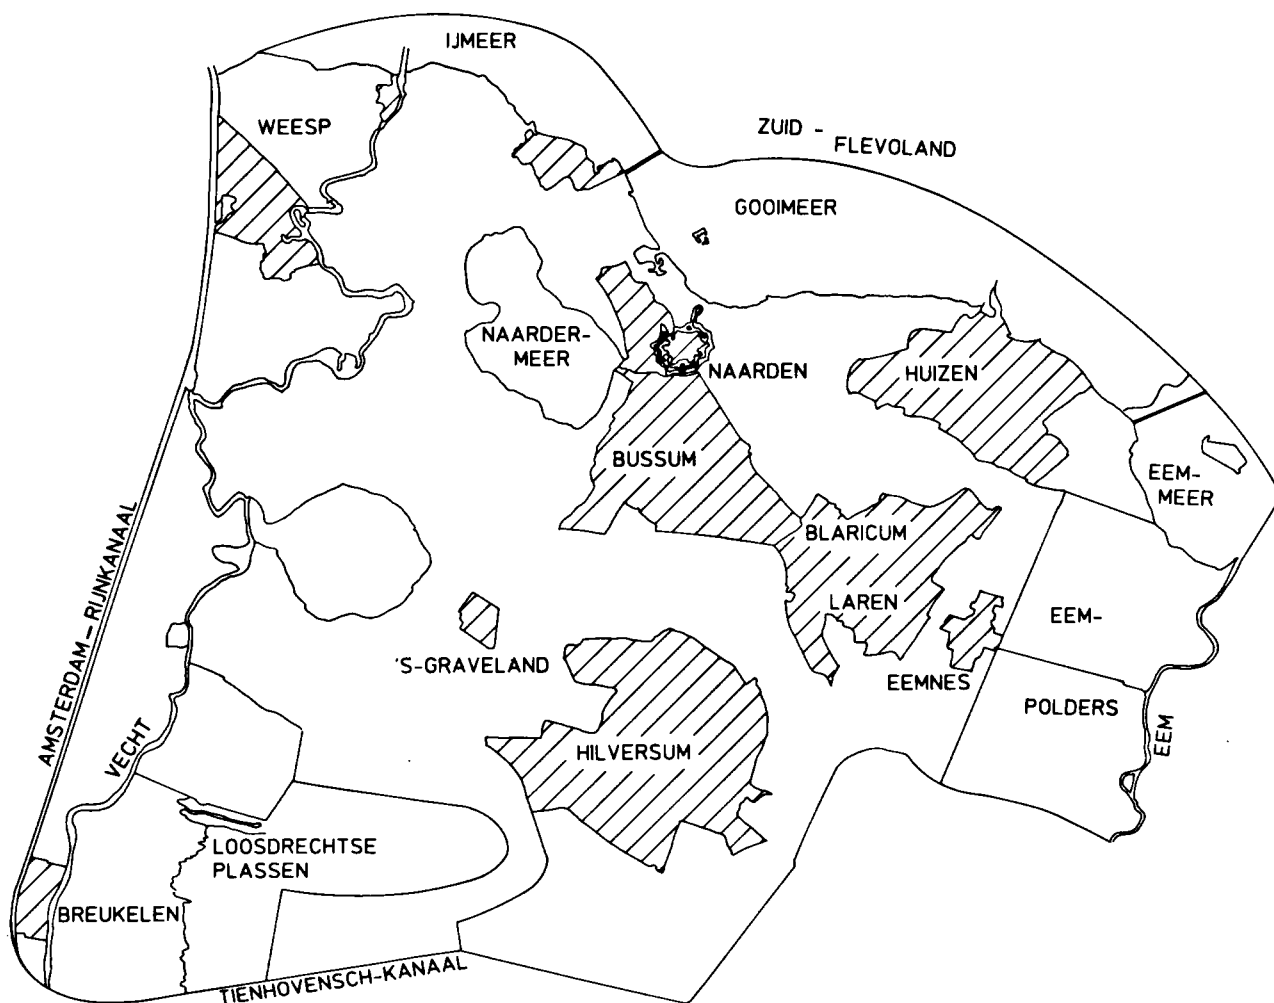 IJMEER
WEESP
ZUID -
FLEVOLAND
GOOIMEER
NAARDER-
MEER
NAARDEN
HUIZEN
BUSSUM
EEM-
MEER
BLARICUM
LAREN
EEM-
'S-GRAVELAND
EEMNES
POLDERS
EEM
AMSTERDAM-RIJNKANAAL
VECHT
HILVERSUM
LOOSDRECHTSE
PLASSEN
BREUKELEN
TIENHOVENSCH-KANAAL